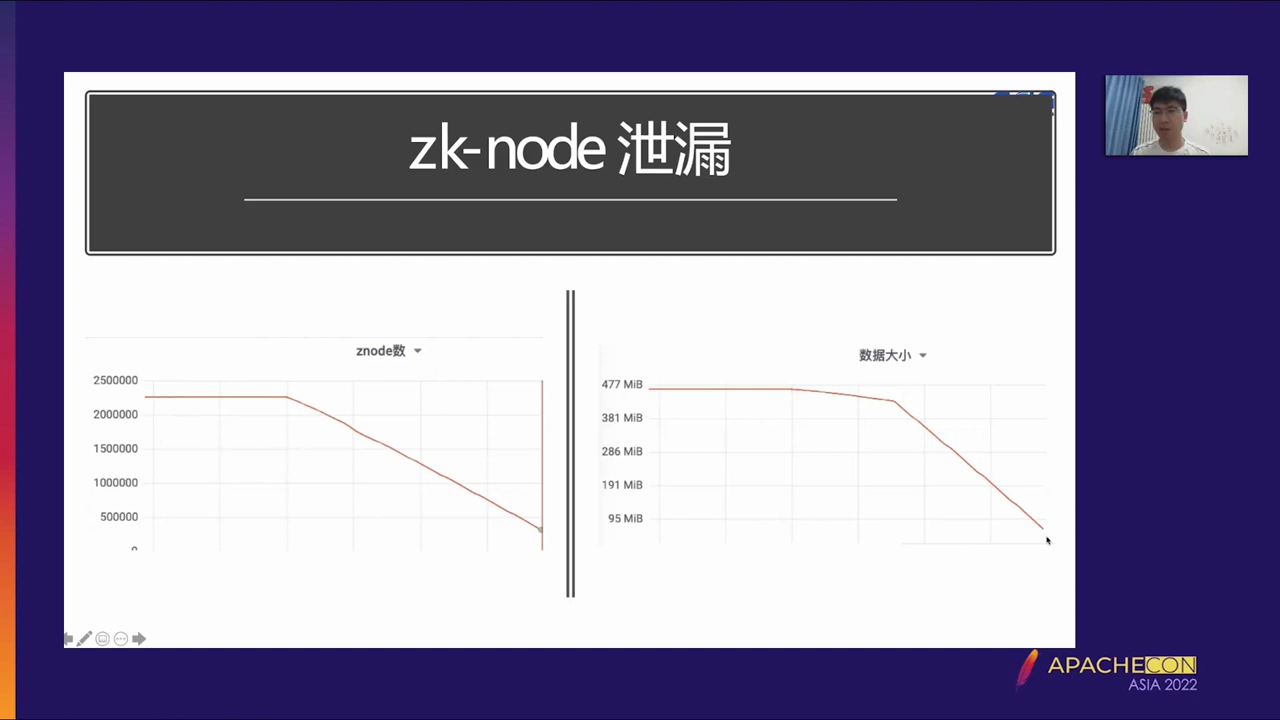 zk-node 泄漏
znode数
2500000
2000000
1500000
1000000
500000
0
数据大小
477 MiB
381 MiB
286 MiB
191 MiB
95 MiB
APACHECON
ASIA 2022